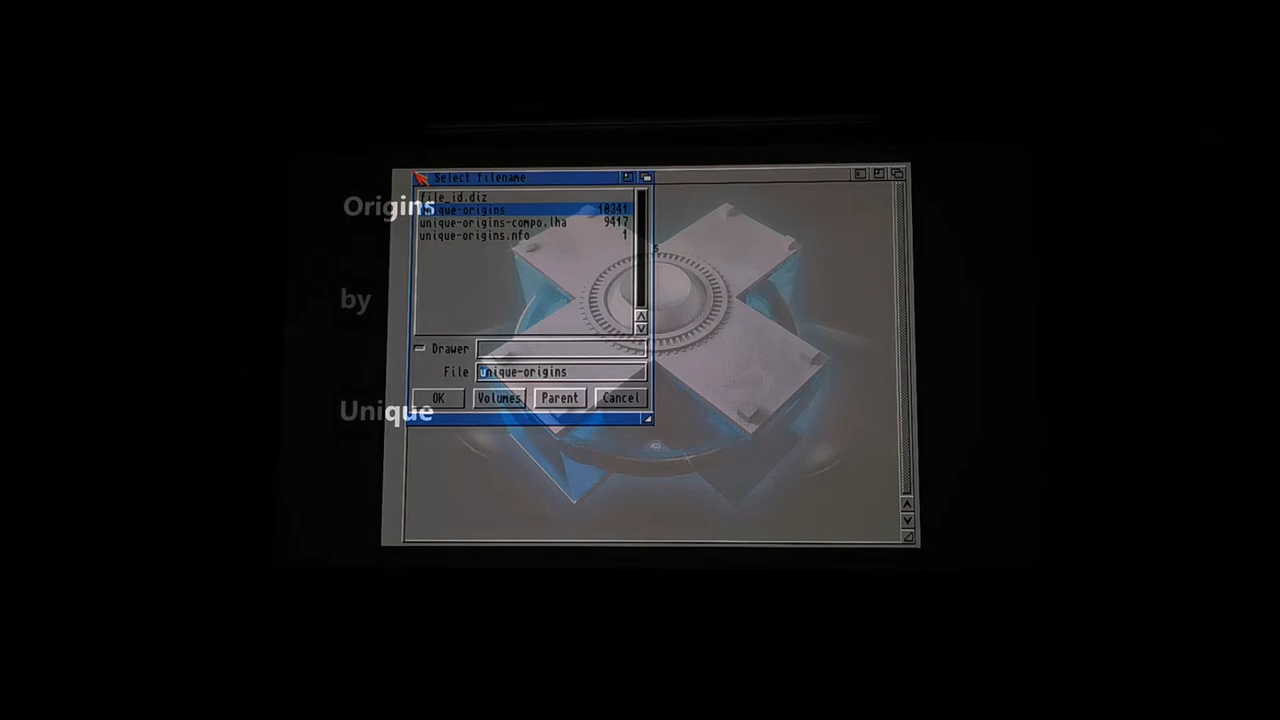 Select filename
file_id.diz
unique-origins 10341
unique-origins-compo.lha 9417
unique-origins.nfo 1
Drawer
File unique-origins
OK Volumes Parent Cancel
Origins
by
Unique